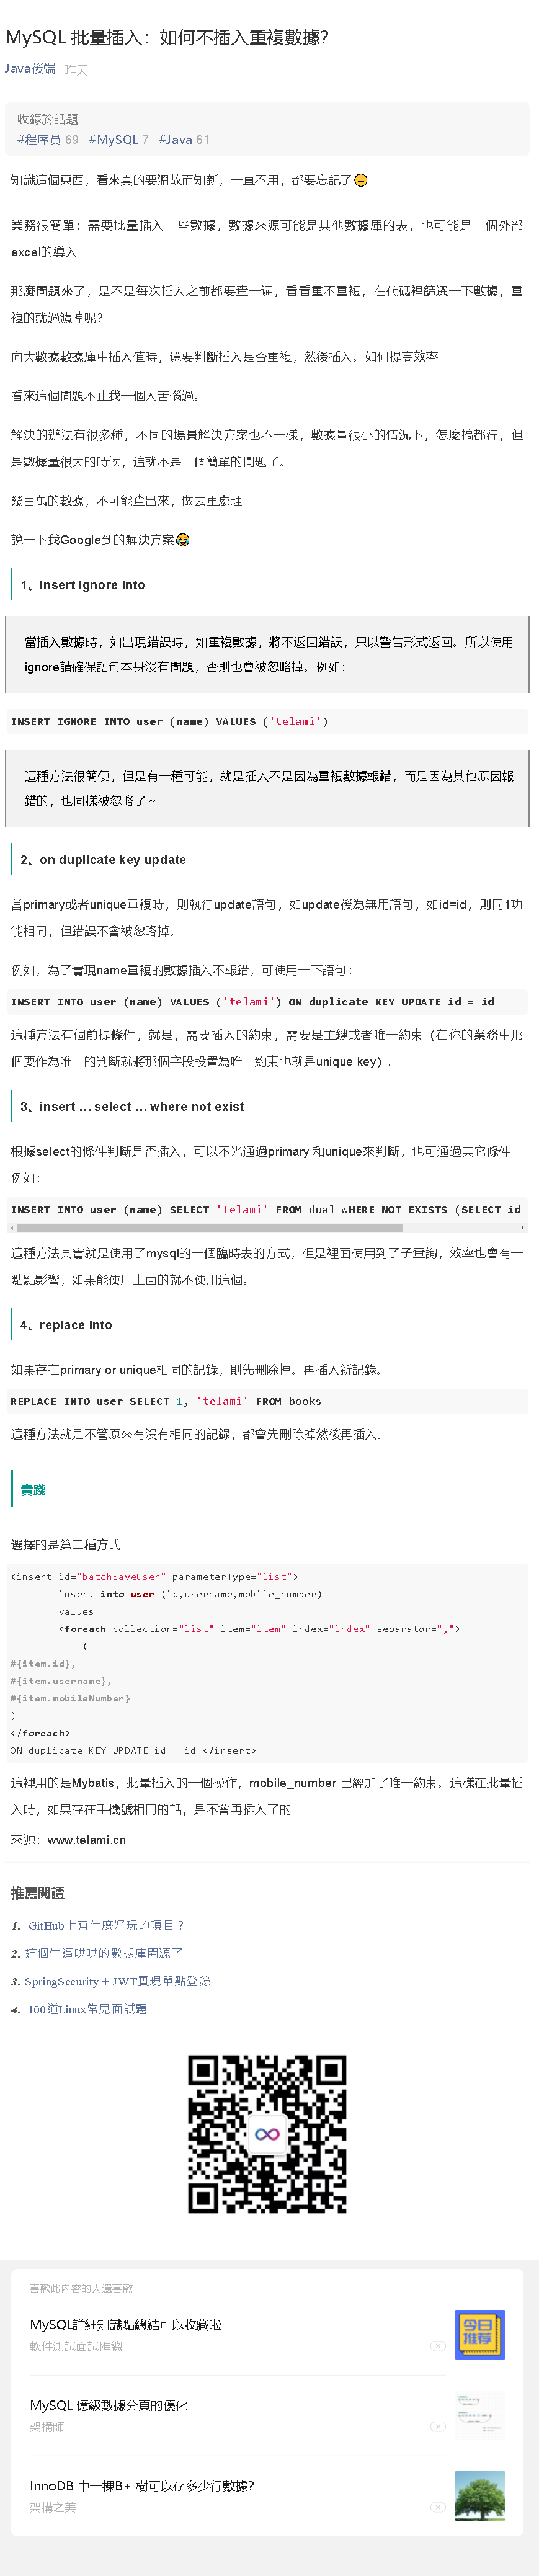 MySQL 批量插入：如何不插入重複數據？
Java後端 昨天
收錄於話題
#程序員 69 #MySQL 7 #Java 61
知識這個東西，看來真的要溫故而知新，一直不用，都要忘記了😄
業務很簡單：需要批量插入一些數據，數據來源可能是其他數據庫的表，也可能是一個外部
excel的導入
那麼問題來了，是不是每次插入之前都要查一遍，看看重不重複，在代碼裡篩選一下數據，重
複的就過濾掉呢？
向大數據數據庫中插入值時，還要判斷插入是否重複，然後插入。如何提高效率
看來這個問題不止我一個人苦惱過。
解決的辦法有很多種，不同的場景解決方案也不一樣，數據量很小的情況下，怎麼搞都行，但
是數據量很大的時候，這就不是一個簡單的問題了。
幾百萬的數據，不可能查出來，做去重處理
說一下我Google到的解決方案😂
1、insert ignore into
當插入數據時，如出現錯誤時，如重複數據，將不返回錯誤，只以警告形式返回。所以使用
ignore請確保語句本身沒有問題，否則也會被忽略掉。例如：
INSERT IGNORE INTO user (name) VALUES ('telami')
這種方法很簡便，但是有一種可能，就是插入不是因為重複數據報錯，而是因為其他原因報
錯的，也同樣被忽略了～
2、on duplicate key update
當primary或者unique重複時，則執行update語句，如update後為無用語句，如id=id，則同1功
能相同，但錯誤不會被忽略掉。
例如，為了實現name重複的數據插入不報錯，可使用一下語句：
INSERT INTO user (name) VALUES ('telami') ON duplicate KEY UPDATE id = id
這種方法有個前提條件，就是，需要插入的約束，需要是主鍵或者唯一約束（在你的業務中那
個要作為唯一的判斷就將那個字段設置為唯一約束也就是unique key）。
3、insert … select … where not exist
根據select的條件判斷是否插入，可以不光通過primary 和unique來判斷，也可通過其它條件。
例如：
INSERT INTO user (name) SELECT 'telami' FROM dual WHERE NOT EXISTS (SELECT id
這種方法其實就是使用了mysql的一個臨時表的方式，但是裡面使用到了子查詢，效率也會有一
點點影響，如果能使用上面的就不使用這個。
4、replace into
如果存在primary or unique相同的記錄，則先刪除掉。再插入新記錄。
REPLACE INTO user SELECT 1, 'telami' FROM books
這種方法就是不管原來有沒有相同的記錄，都會先刪除掉然後再插入。
實踐
選擇的是第二種方式
<insert id="batchSaveUser" parameterType="list">
insert into user (id,username,mobile_number)
values
<foreach collection="list" item="item" index="index" separator=",">
(
#{item.id},
#{item.username},
#{item.mobileNumber}
)
</foreach>
ON duplicate KEY UPDATE id = id </insert>
這裡用的是Mybatis，批量插入的一個操作，mobile_number 已經加了唯一約束。這樣在批量插
入時，如果存在手機號相同的話，是不會再插入了的。
來源：www.telami.cn
推薦閱讀
1. GitHub上有什麼好玩的項目？
2. 這個牛逼哄哄的數據庫開源了
3. SpringSecurity + JWT實現單點登錄
4. 100道Linux常見面試題
喜歡此內容的人還喜歡
MySQL詳細知識點總結可以收藏啦
軟件測試面試匯總
今日
推荐
MySQL 億級數據分頁的優化
架構師
InnoDB 中一棵B+ 樹可以存多少行數據？
架構之美